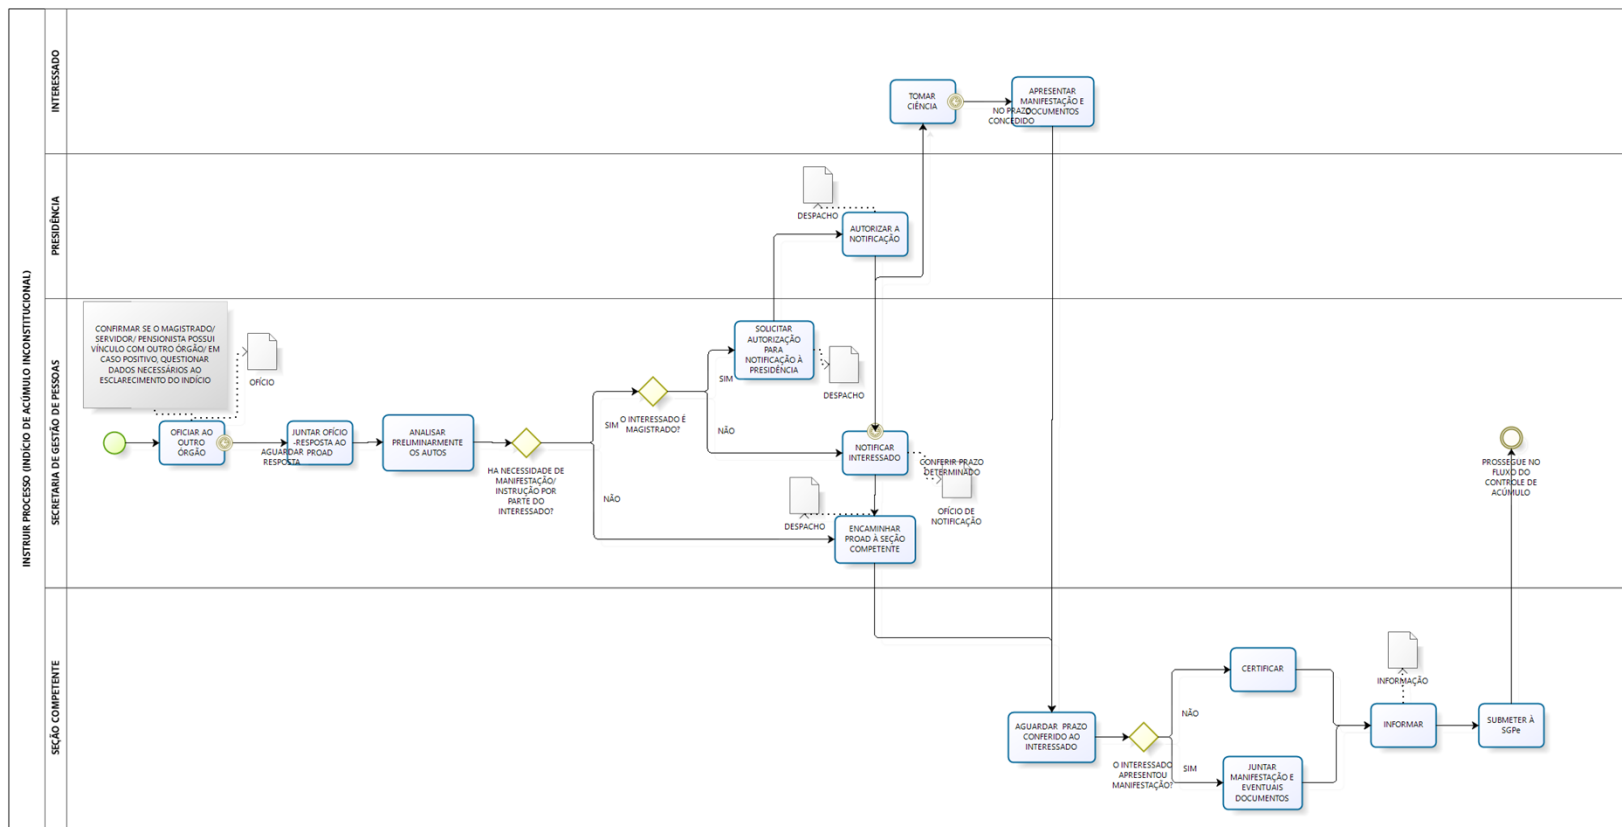 INSTRUIR PROCESSO (INDÍCIO DE ACÚMULO INCONSTITUCIONAL)
INTERESSADO
TOMAR
CIÊNCIA
NO PRAZO
CONCEDIDO
APRESENTAR
MANIFESTAÇÃO E
DOCUMENTOS
PRESIDÊNCIA
DESPACHO
AUTORIZAR A
NOTIFICAÇÃO
SECRETARIA DE GESTÃO DE PESSOAS
CONFIRMAR SE O MAGISTRADO/
SERVIDOR/ PENSIONISTA POSSUI
VÍNCULO COM OUTRO ÓRGÃO/ EM
CASO POSITIVO, QUESTIONAR
DADOS NECESSÁRIOS AO
ESCLARECIMENTO DO INDÍCIO
OFÍCIO
OFICIAR AO
OUTRO
ÓRGÃO
AGUARDAR
RESPOSTA
JUNTAR OFÍCIO
-RESPOSTA AO
PROAD
ANALISAR
PRELIMINARMENTE
OS AUTOS
HA NECESSIDADE DE
MANIFESTAÇÃO/
INSTRUÇÃO POR
PARTE DO
INTERESSADO?
SIM
NÃO
O INTERESSADO É
MAGISTRADO?
SIM
NÃO
SOLICITAR
AUTORIZAÇÃO
PARA
NOTIFICAÇÃO À
PRESIDÊNCIA
DESPACHO
NOTIFICAR
INTERESSADO
CONFERIR PRAZO
DETERMINADO
OFÍCIO DE
NOTIFICAÇÃO
DESPACHO
ENCAMINHAR
PROAD À SEÇÃO
COMPETENTE
PROSSEGUE NO
FLUXO DO
CONTROLE DE
ACÚMULO
SEÇÃO COMPETENTE
AGUARDAR PRAZO
CONFERIDO AO
INTERESSADO
O INTERESSADO
APRESENTOU
MANIFESTAÇÃO?
NÃO
SIM
CERTIFICAR
JUNTAR
MANIFESTAÇÃO E
EVENTUAIS
DOCUMENTOS
INFORMAÇÃO
INFORMAR
SUBMETER À
SGPe